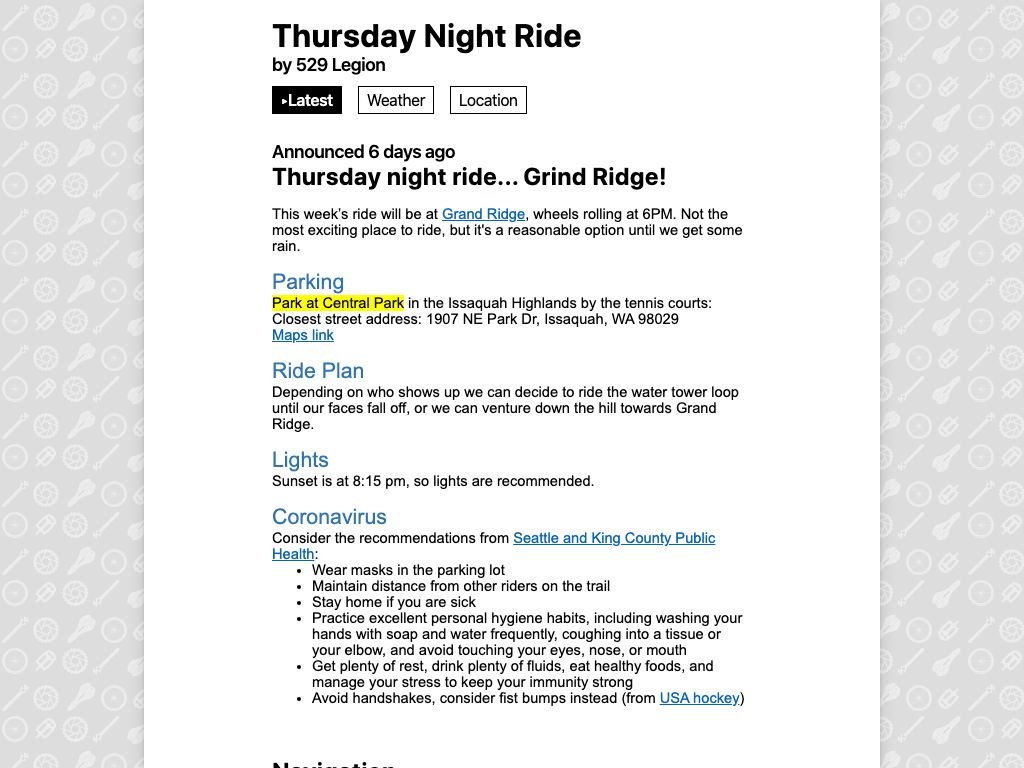 Thursday Night Ride
by 529 Legion
▸Latest Weather Location
Announced 6 days ago
Thursday night ride... Grind Ridge!
This week's ride will be at Grand Ridge, wheels rolling at 6PM. Not the
most exciting place to ride, but it's a reasonable option until we get some
rain.
Parking
Park at Central Park in the Issaquah Highlands by the tennis courts:
Closest street address: 1907 NE Park Dr, Issaquah, WA 98029
Maps link
Ride Plan
Depending on who shows up we can decide to ride the water tower loop
until our faces fall off, or we can venture down the hill towards Grand
Ridge.
Lights
Sunset is at 8:15 pm, so lights are recommended.
Coronavirus
Consider the recommendations from Seattle and King County Public
Health:
• Wear masks in the parking lot
• Maintain distance from other riders on the trail
• Stay home if you are sick
• Practice excellent personal hygiene habits, including washing your
hands with soap and water frequently, coughing into a tissue or
your elbow, and avoid touching your eyes, nose, or mouth
• Get plenty of rest, drink plenty of fluids, eat healthy foods, and
manage your stress to keep your immunity strong
• Avoid handshakes, consider fist bumps instead (from USA hockey)
Navigation